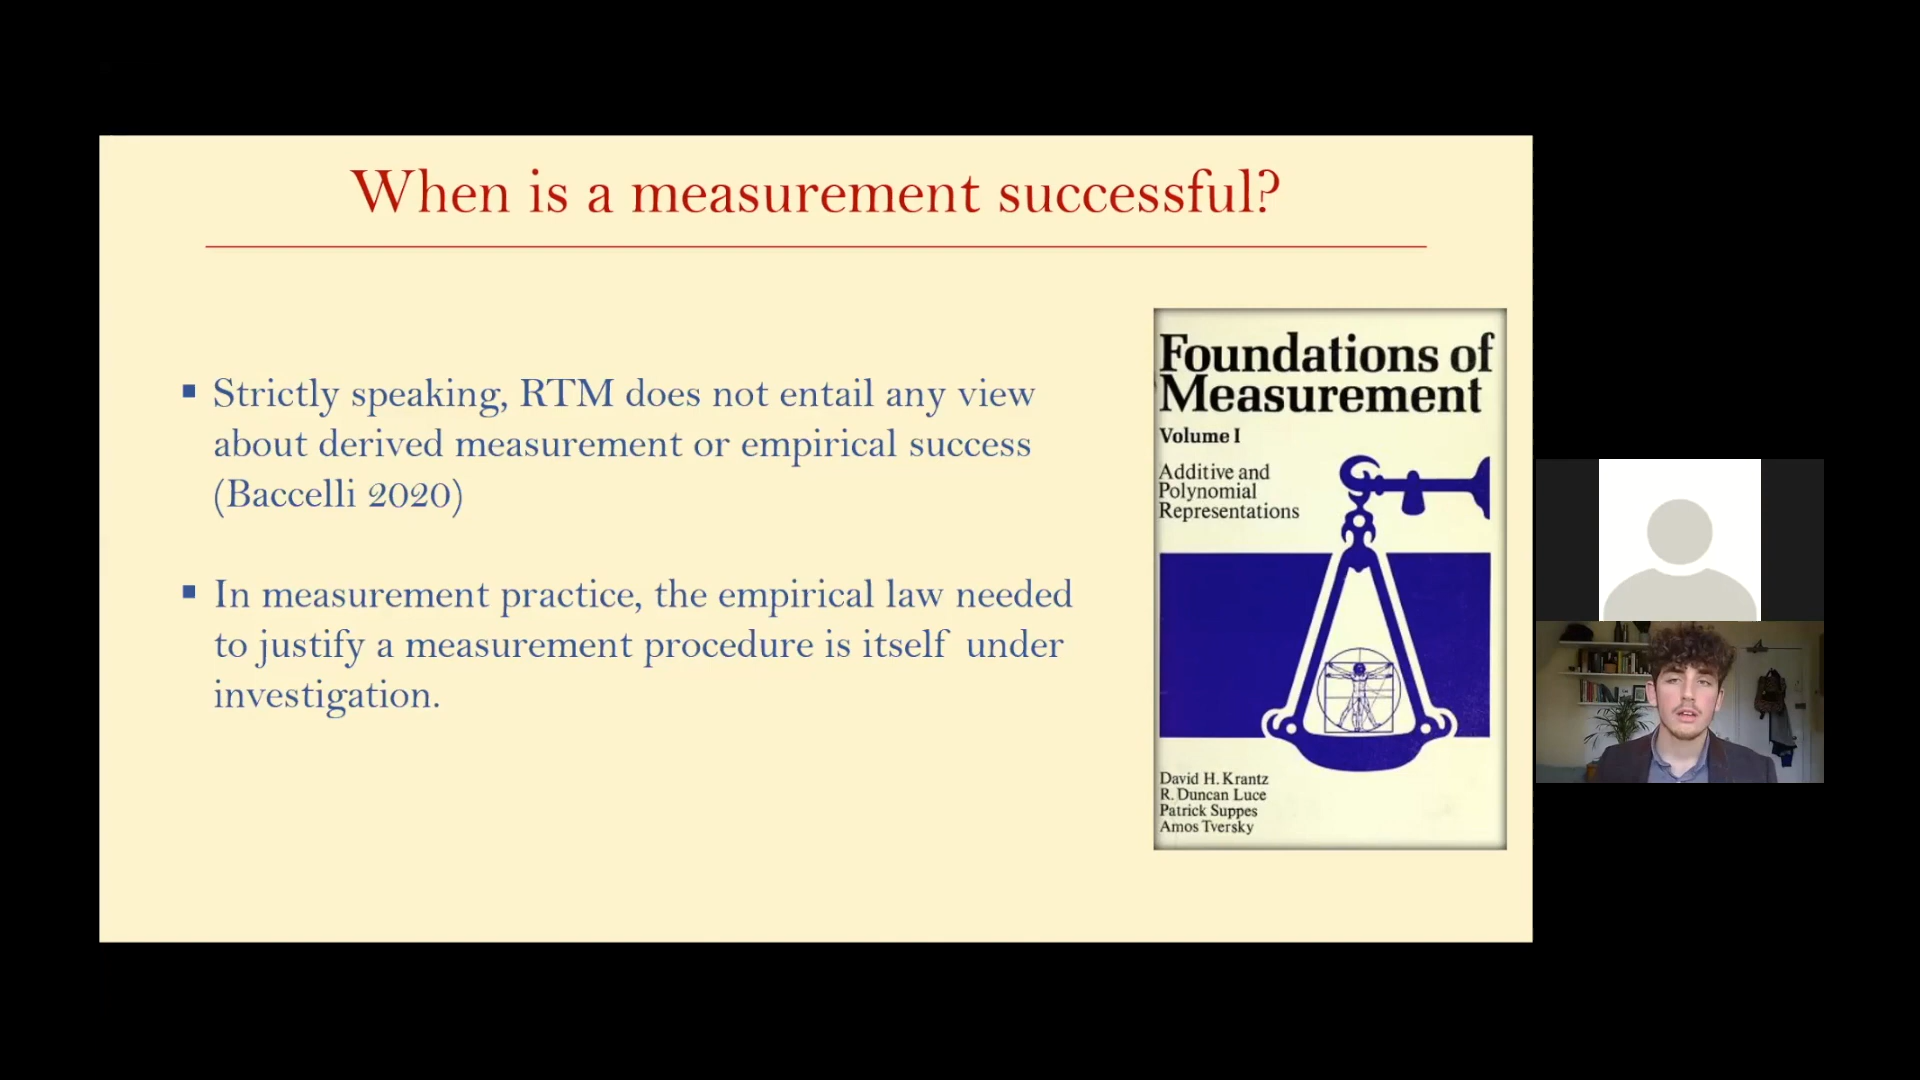 When is a measurement successful?
▪ Strictly speaking, RTM does not entail any view
about derived measurement or empirical success
(Baccelli 2020)
▪ In measurement practice, the empirical law needed
to justify a measurement procedure is itself  under
investigation.
Foundations of
Measurement
Volume I
Additive and
Polynomial
Representations
David H. Krantz
R. Duncan Luce
Patrick Suppes
Amos Tversky